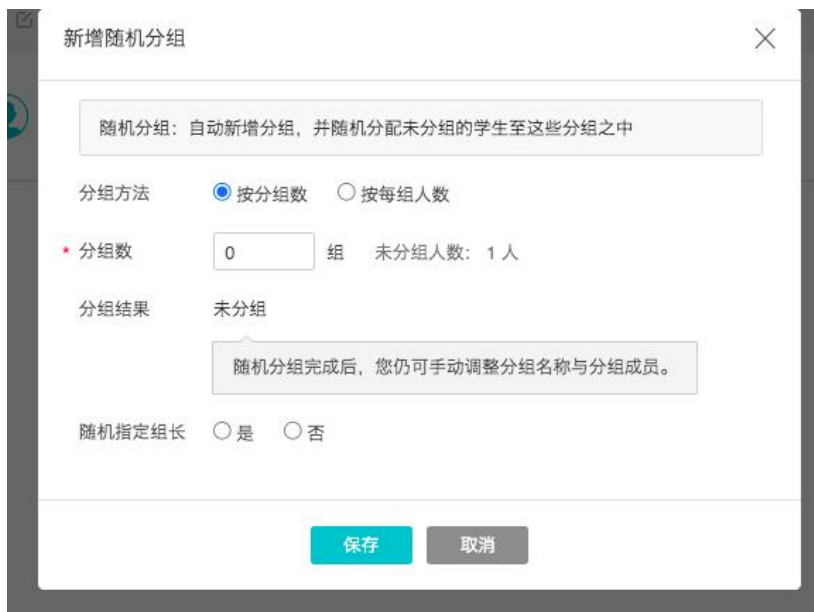 新增随机分组
随机分组：自动新增分组，并随机分配未分组的学生至这些分组之中
分组方法 按分组数 按每组人数
* 分组数 0 组 未分组人数：1 人
分组结果 未分组
随机分组完成后，您仍可手动调整分组名称与分组成员。
随机指定组长 是 否
保存 取消